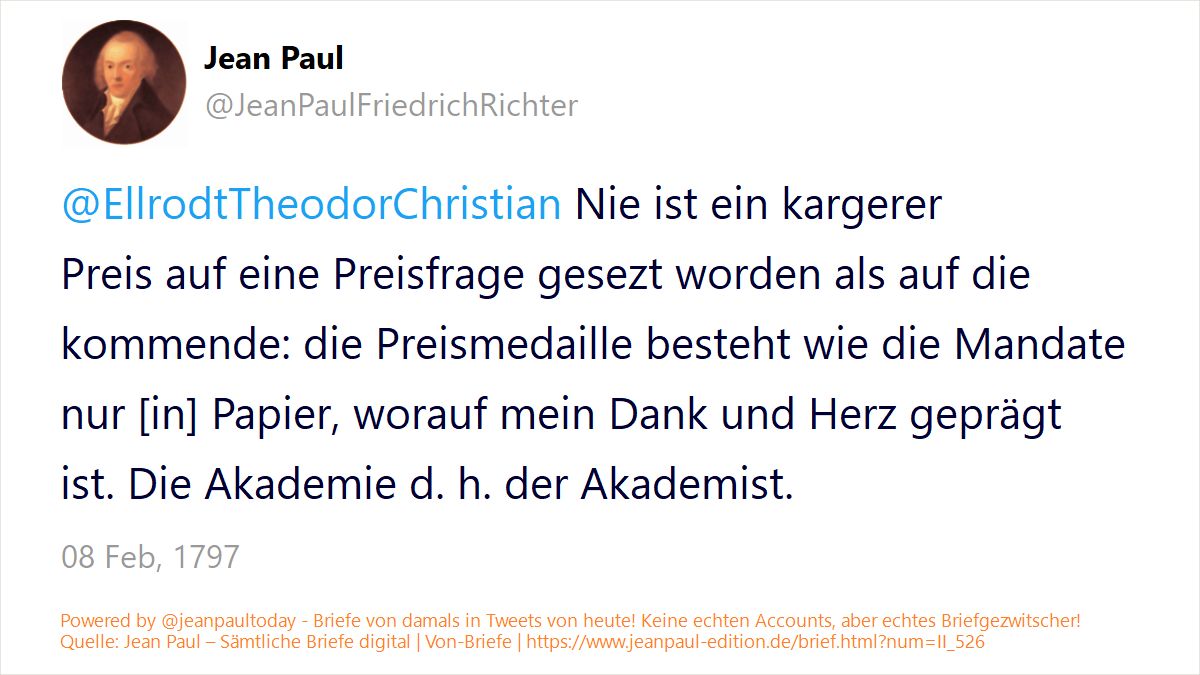 Jean Paul
@JeanPaulFriedrichRichter
@EllrodtTheodorChristian Nie ist ein kargerer
Preis auf eine Preisfrage gesezt worden als auf die
kommende: die Preismedaille besteht wie die Mandate
nur [in] Papier, worauf mein Dank und Herz geprägt
ist. Die Akademie d. h. der Akademist.
08 Feb, 1797
Powered by @jeanpaultoday - Briefe von damals in Tweets von heute! Keine echten Accounts, aber echtes Briefgezwitscher!
Quelle: Jean Paul – Sämtliche Briefe digital | Von-Briefe | https://www.jeanpaul-edition.de/brief.html?num=II_526